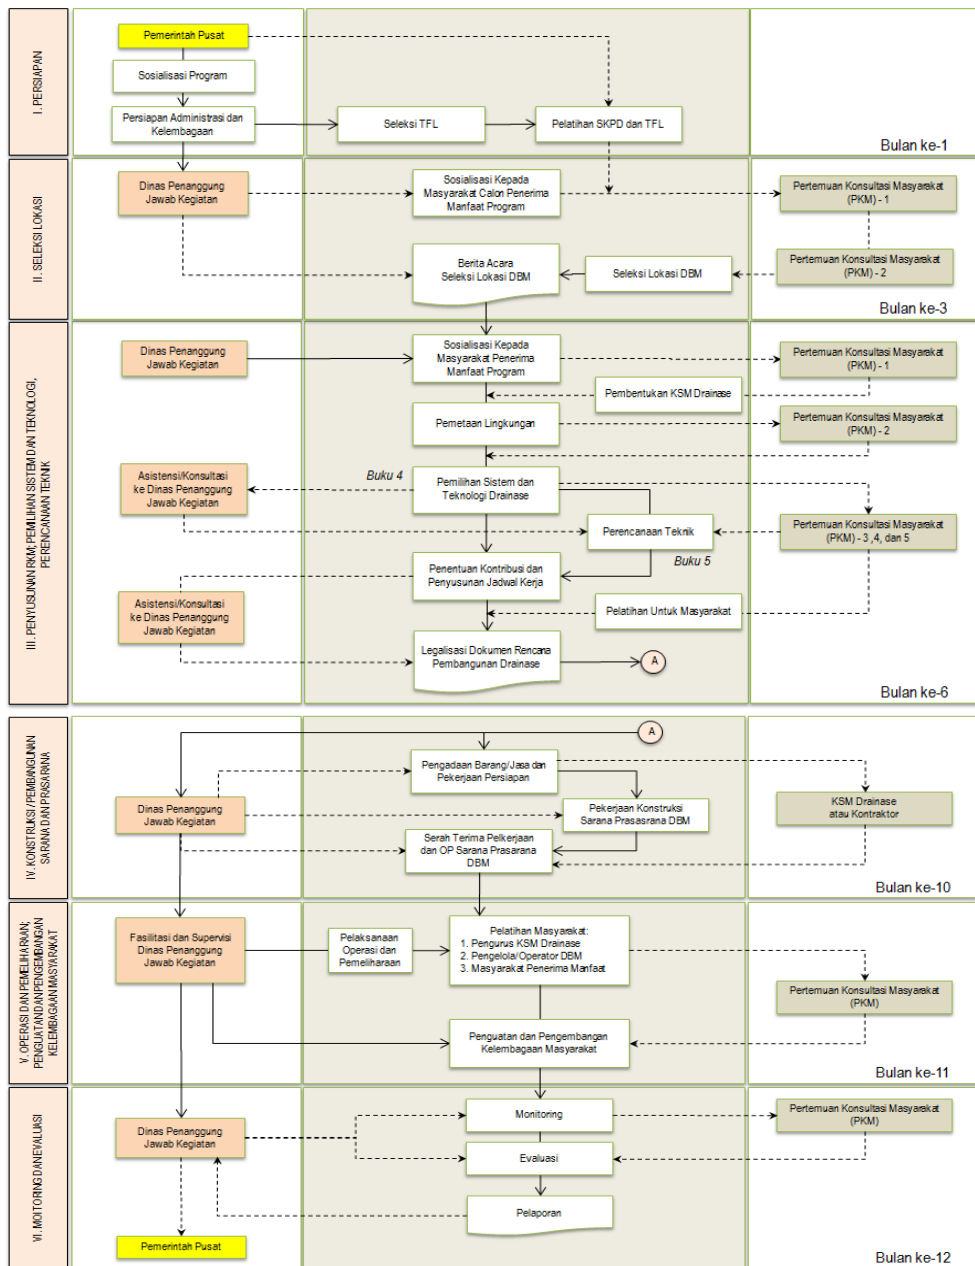 I. PERSIAPAN
Pemerintah Pusat
Sosialisasi Program
Persiapan Administrasi dan
Kelembagaan
Seleksi TFL
Pelatihan SKPD dan TFL
Bulan ke-1
II. SELEKSI LOKASI
Dinas Penanggung
Jawab Kegiatan
Sosialisasi Kepada
Masyarakat Calon Penerima
Manfaat Program
Pertemuan Konsultasi Masyarakat
(PKM) - 1
Berita Acara
Seleksi Lokasi DBM
Seleksi Lokasi DBM
Pertemuan Konsultasi Masyarakat
(PKM) - 2
Bulan ke-3
III. PENYUSUNAN RKM; PEMILIHAN SISTEM DAN TEKNOLOGI,
PERENCANAAN TEKNIK
Dinas Penanggung
Jawab Kegiatan
Sosialisasi Kepada
Masyarakat Penerima
Manfaat Program
Pertemuan Konsultasi Masyarakat
(PKM) - 1
Pembentukan KSM Drainase
Pemetaan Lingkungan
Pertemuan Konsultasi Masyarakat
(PKM) - 2
Asistensi/Konsultasi
ke Dinas Penanggung
Jawab Kegiatan
Buku 4
Pemilihan Sistem dan
Teknologi Drainase
Perencanaan Teknik
Pertemuan Konsultasi Masyarakat
(PKM) - 3 ,4, dan 5
Buku 5
Penentuan Kontribusi dan
Penyusunan Jadwal Kerja
Asistensi/Konsultasi
ke Dinas Penanggung
Jawab Kegiatan
Pelatihan Untuk Masyarakat
Legalisasi Dokumen Rencana
Pembangunan Drainase
A
Bulan ke-6
IV. KONSTRUKSI / PEMBANGUNAN
SARANA DAN PRASARANA
A
Pengadaan Barang/Jasa dan
Pekerjaan Persiapan
Dinas Penanggung
Jawab Kegiatan
Pekerjaan Konstruksi
Sarana Prasasrana DBM
KSM Drainase
atau Kontraktor
Serah Terima Pelkerjaan
dan OP Sarana Prasarana
DBM
Bulan ke-10
V. OPERASI DAN PEMELIHARAAN;
PENGUATAN DAN PENGEMBANGAN
KELEMBAGAAN MASYARAKAT
Fasilitasi dan Supervisi
Dinas Penanggung
Jawab Kegiatan
Pelaksanaan
Operasi dan
Pemeliharaan
Pelatihan Masyarakat:
1. Pengurus KSM Drainase
2. Pengelola/Operator DBM
3. Masyarakat Penerima Manfaat
Pertemuan Konsultasi Masyarakat
(PKM)
Penguatan dan Pengembangan
Kelembagaan Masyarakat
Bulan ke-11
VI. MOITORING DAN EVALUASI
Dinas Penanggung
Jawab Kegiatan
Monitoring
Pertemuan Konsultasi Masyarakat
(PKM)
Evaluasi
Pelaporan
Pemerintah Pusat
Bulan ke-12